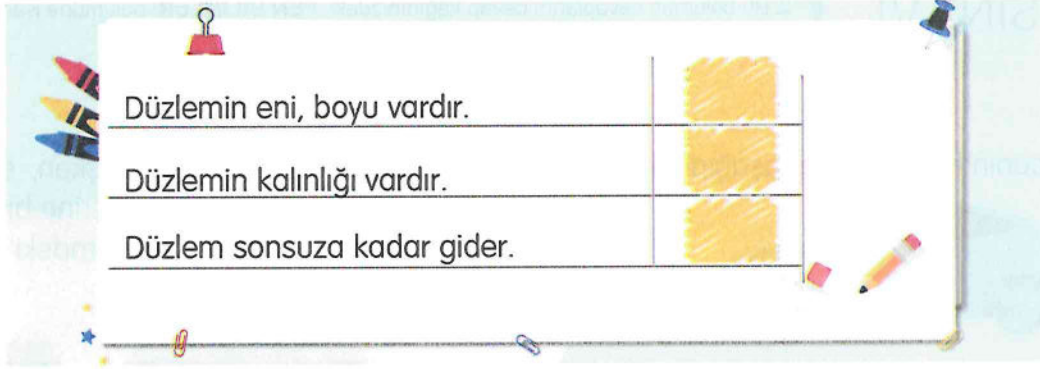 Düzlemin eni, boyu vardır.
Düzlemin kalınlığı vardır.
Düzlem sonsuza kadar gider.